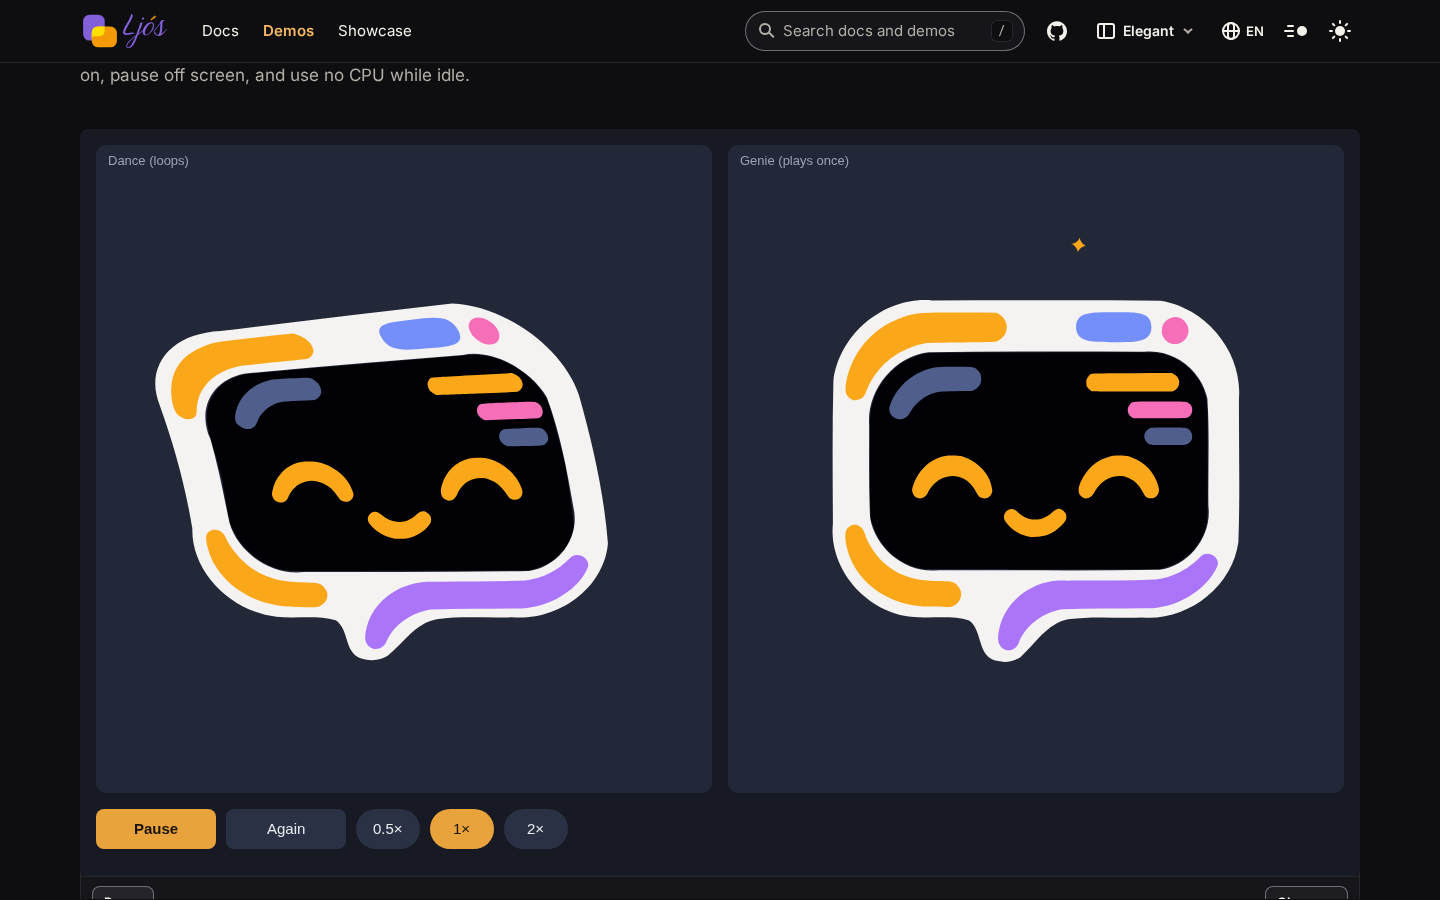 Ljós
Docs
Demos
Showcase
Search docs and demos
/
Elegant
EN
on, pause off screen, and use no CPU while idle.
Dance (loops)
Genie (plays once)
Pause
Again
0.5×
1×
2×